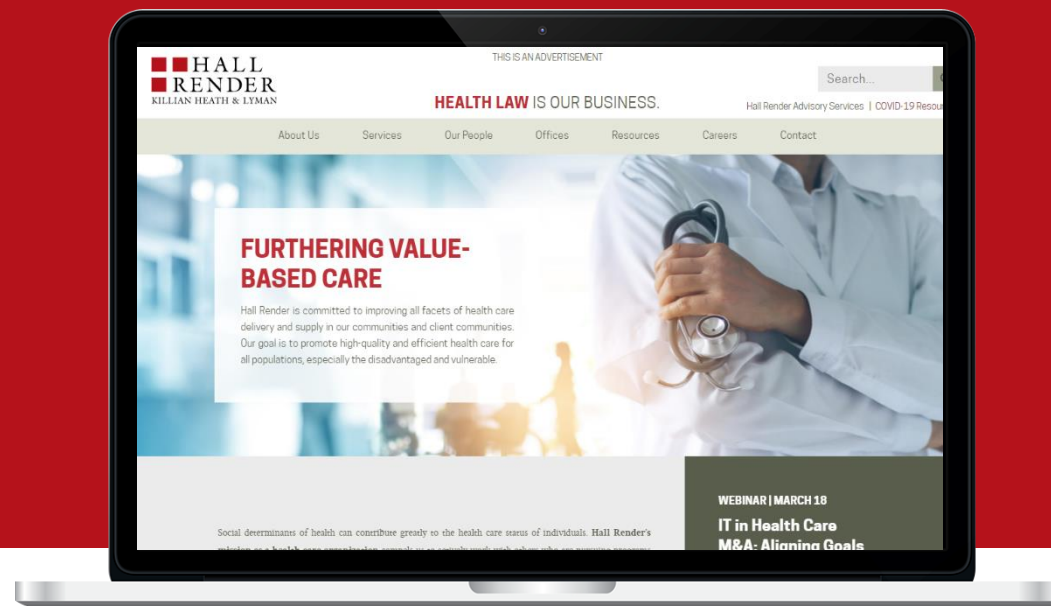 HALL
RENDER
KILLIAN HEATH & LYMAN
THIS IS AN ADVERTISEMENT
Search...
HEALTH LAW IS OUR BUSINESS.
Hall Render Advisory Services | COVID-19 Resour
About Us Services Our People Offices Resources Careers Contact
FURTHERING VALUE-
BASED CARE
Hall Render is committed to improving all facets of health care
delivery and supply in our communities and client communities.
Our goal is to promote high-quality and efficient health care for
all populations, especially the disadvantaged and vulnerable.
Social determinants of health can contribute greatly to the health care status of individuals. Hall Render's
WEBINAR | MARCH 18
IT in Health Care
M&A: Aligning Goals